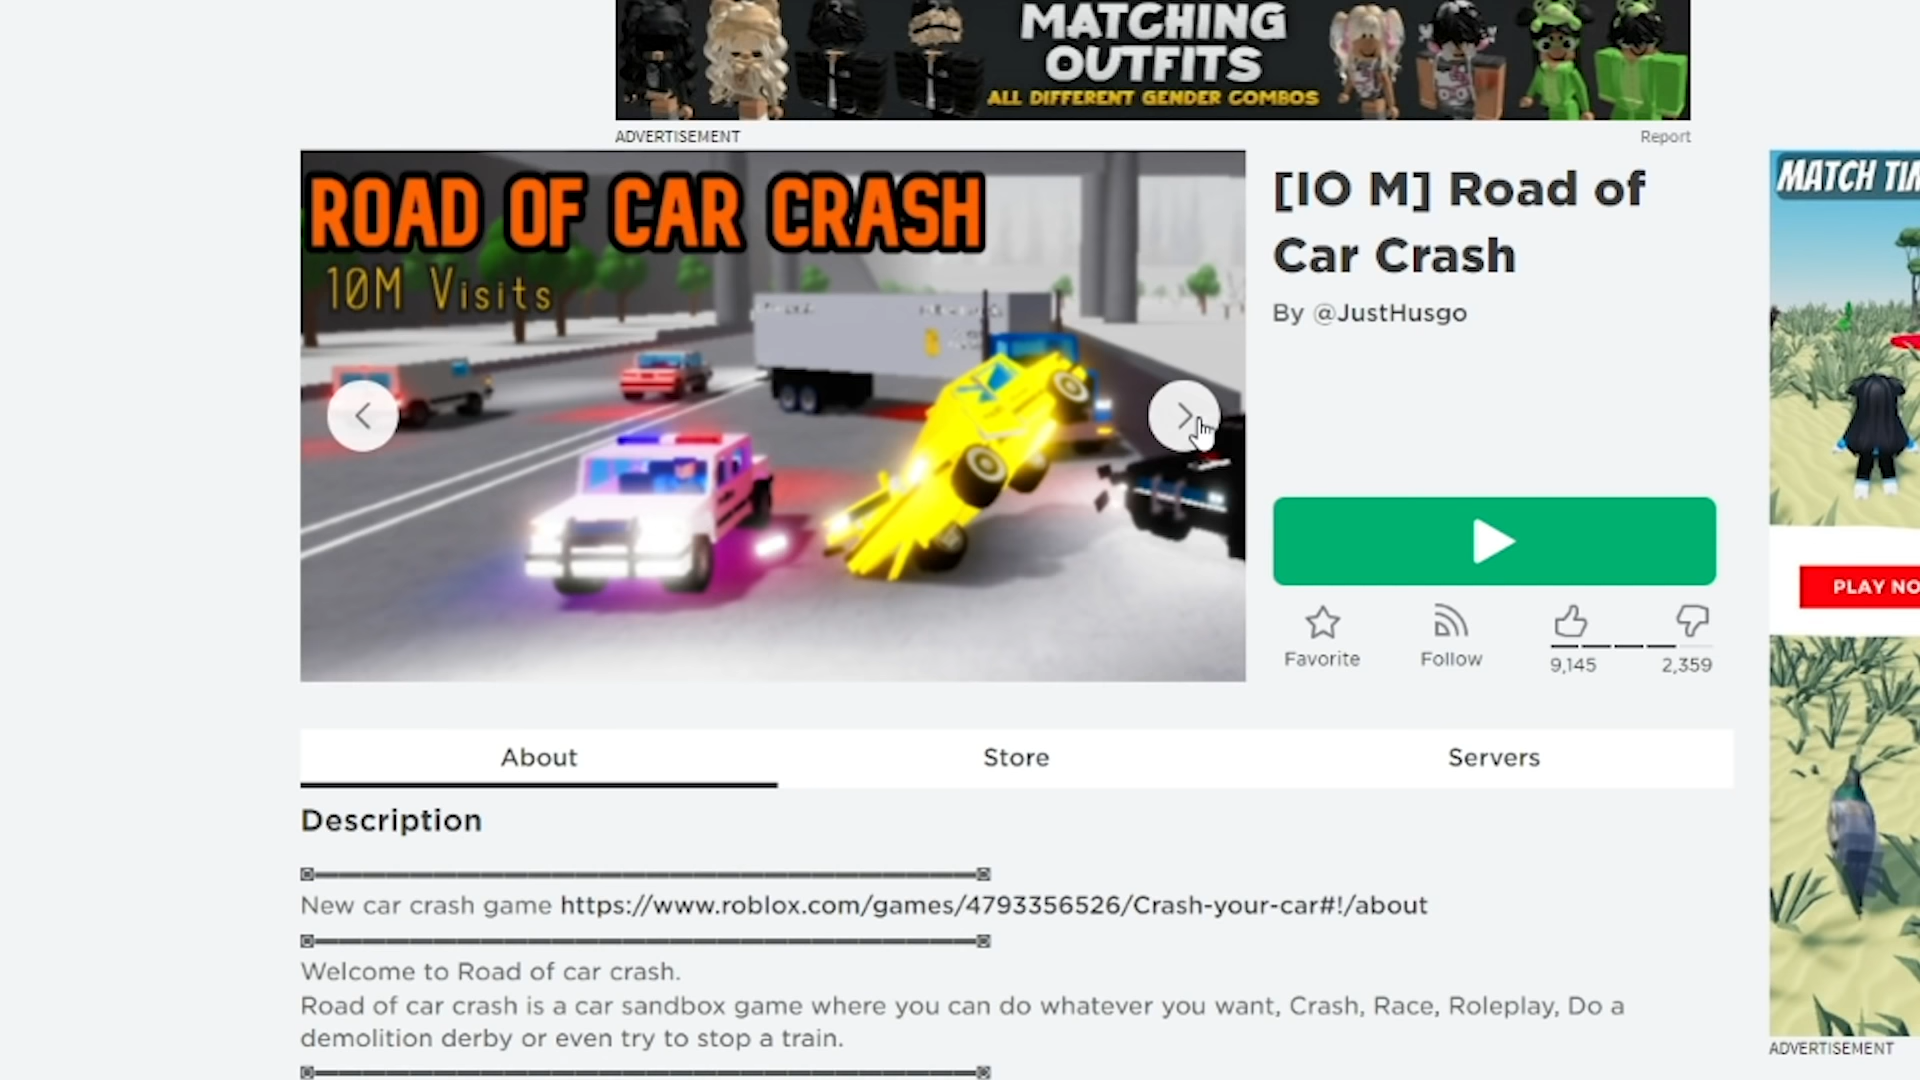 MATCHING
OUTFITS
ALL DIFFERENT GENDER COMBOS
ADVERTISEMENT
Report
ROAD OF CAR CRASH
10M Visits
[IO M] Road of
Car Crash
By @JustHusgo
MATCH TIM
PLAY NO
Favorite
Follow
9,145
2,359
About
Store
Servers
Description
New car crash game https://www.roblox.com/games/4793356526/Crash-your-car#!/about
Welcome to Road of car crash.
Road of car crash is a car sandbox game where you can do whatever you want, Crash, Race, Roleplay, Do a
demolition derby or even try to stop a train.
ADVERTISEMENT